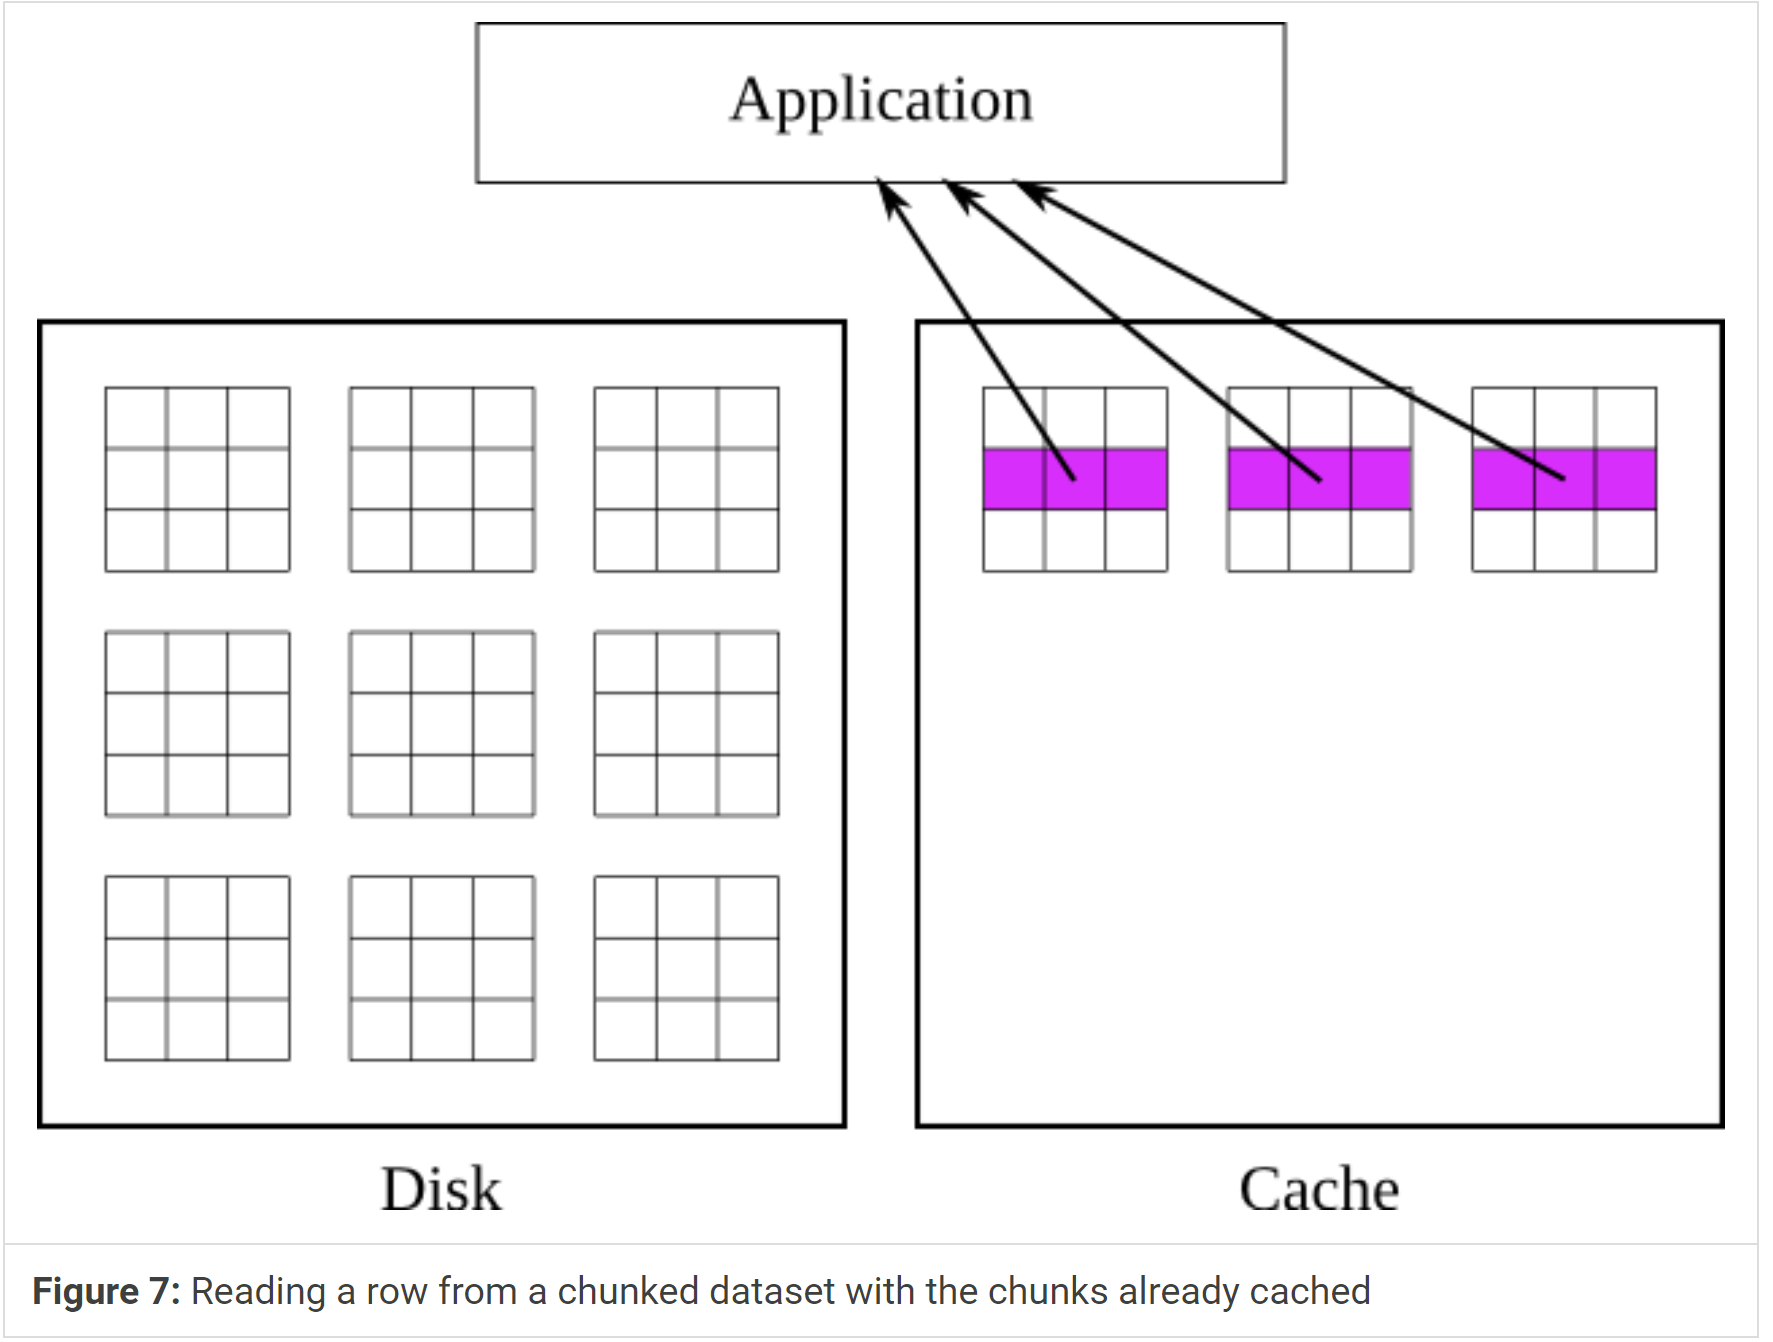 Application
Disk
Cache
Figure 7: Reading a row from a chunked dataset with the chunks already cached